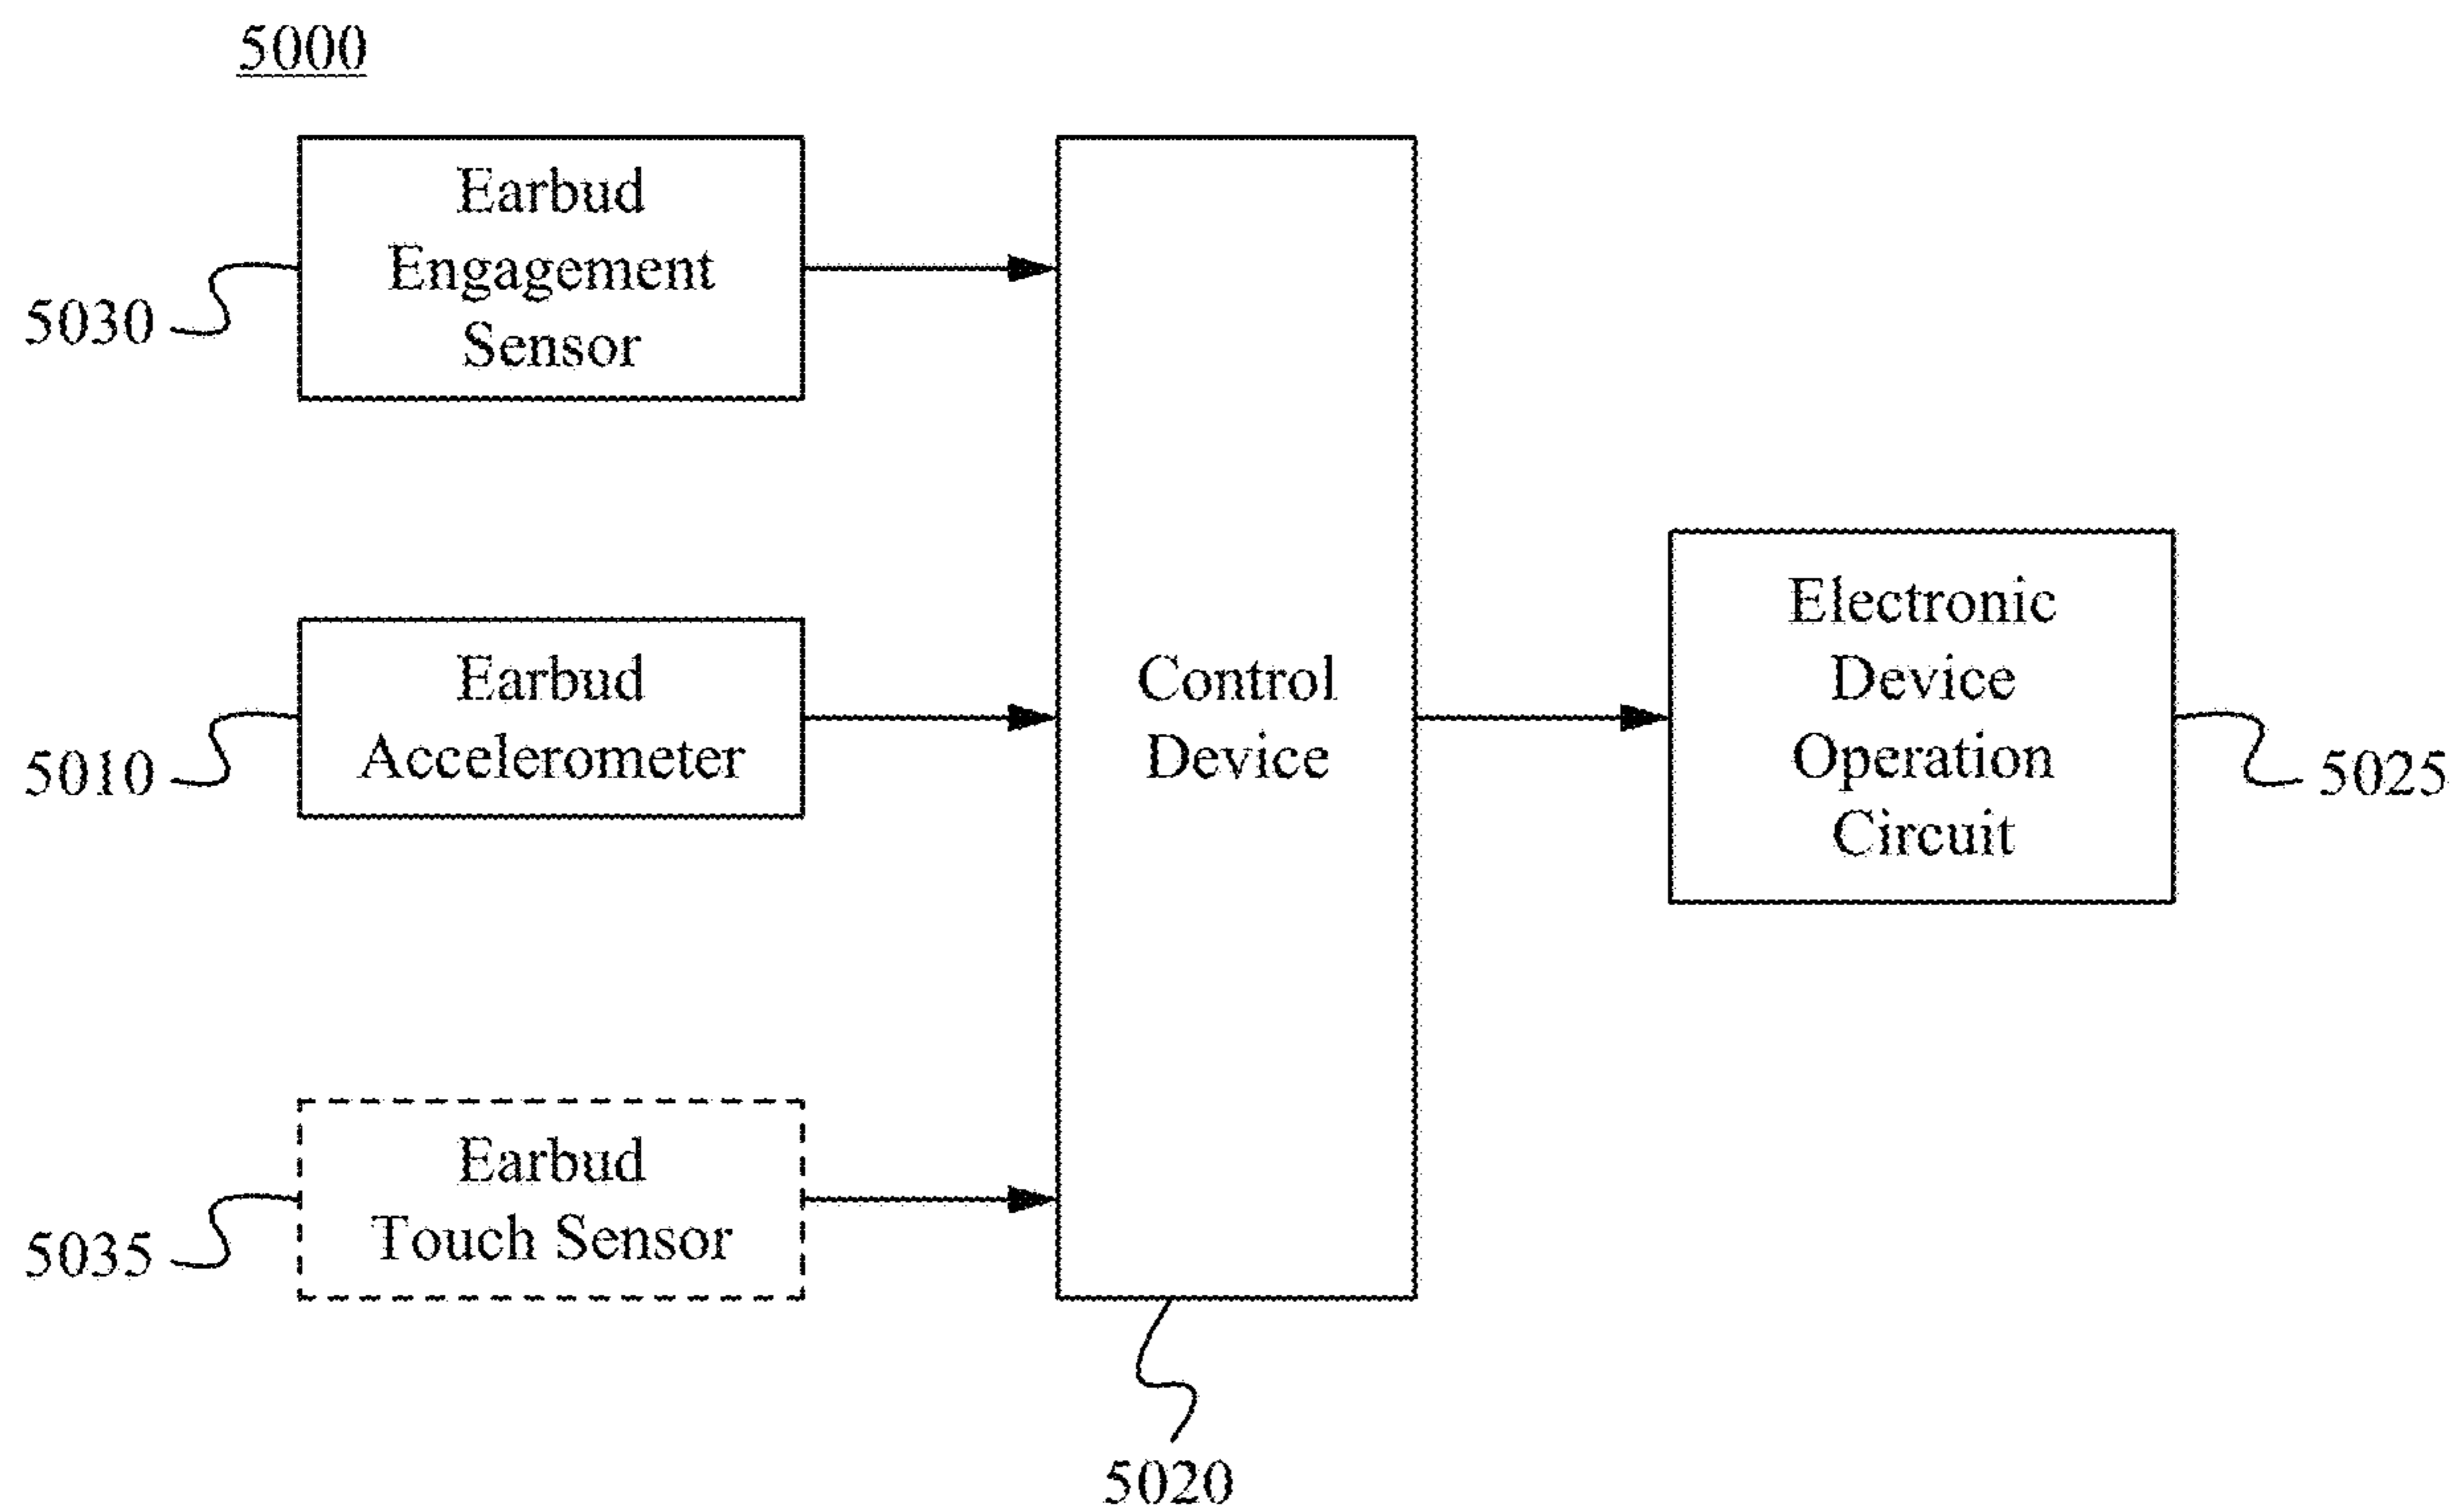 5000
Earbud
Engagement
Sensor
5030
Earbud
Accelerometer
5010
Earbud
Touch Sensor
5035
Control
Device
5020
Electronic
Device
Operation
Circuit
5025